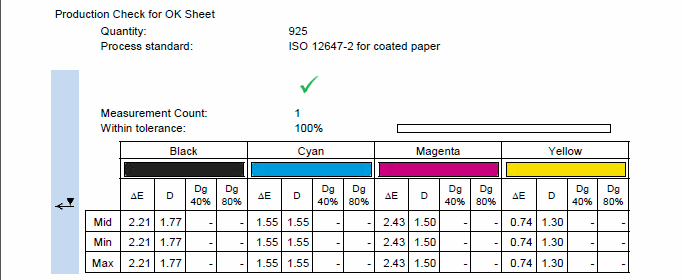 Production Check for OK Sheet
Quantity: 925
Process standard: ISO 12647-2 for coated paper
Measurement Count: 1
Within tolerance: 100%
Black Cyan Magenta Yellow
ΔE D Dg 40% Dg 80% ΔE D Dg 40% Dg 80% ΔE D Dg 40% Dg 80% ΔE D Dg 40% Dg 80%
Mid 2.21 1.77 - - 1.55 1.55 - - 2.43 1.50 - - 0.74 1.30 - -
Min 2.21 1.77 - - 1.55 1.55 - - 2.43 1.50 - - 0.74 1.30 - -
Max 2.21 1.77 - - 1.55 1.55 - - 2.43 1.50 - - 0.74 1.30 - -